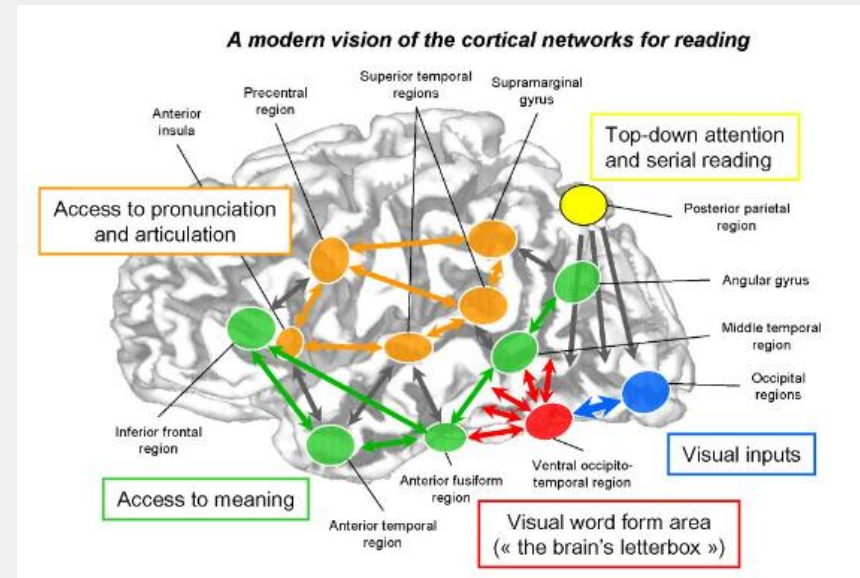 A modern vision of the cortical networks for reading
Superior temporal
regions
Supramarginal
gyrus
Precentral
region
Anterior
insula
Top-down attention
and serial reading
Access to pronunciation
and articulation
Posterior parietal
region
Angular gyrus
Middle temporal
region
Occipital
regions
Inferior frontal
region
Visual inputs
Ventral occipito-
temporal region
Anterior fusiform
region
Access to meaning
Anterior temporal
region
Visual word form area
(« the brain's letterbox »)